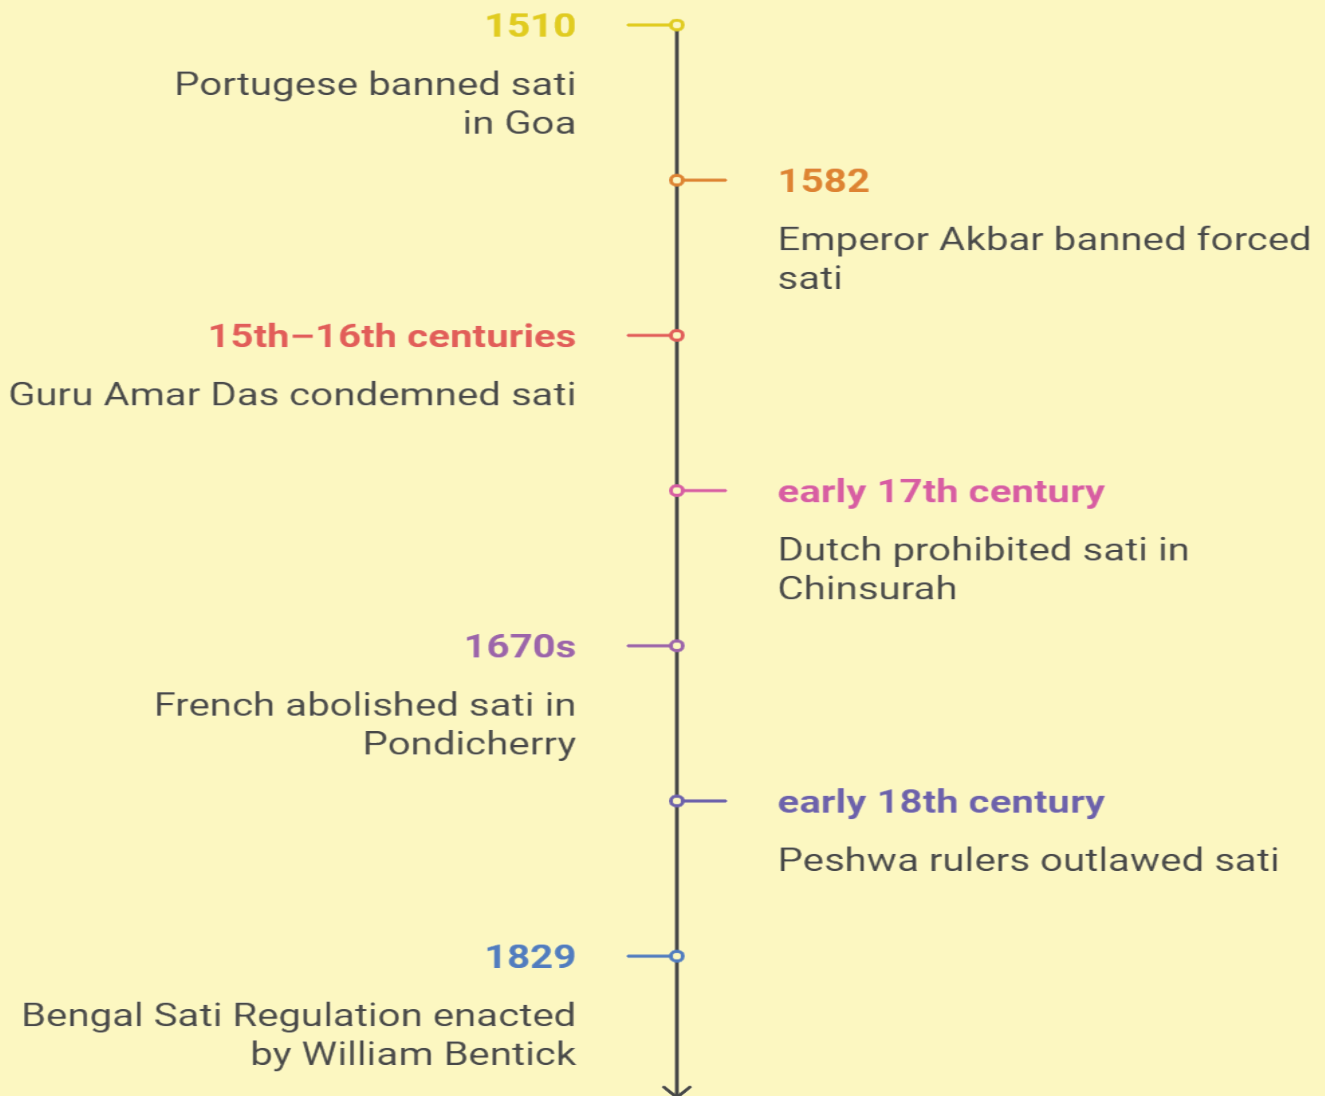 1510
Portugese banned sati
in Goa
1582
Emperor Akbar banned forced
sati
15th–16th centuries
Guru Amar Das condemned sati
early 17th century
Dutch prohibited sati in
Chinsurah
1670s
French abolished sati in
Pondicherry
early 18th century
Peshwa rulers outlawed sati
1829
Bengal Sati Regulation enacted
by William Bentick